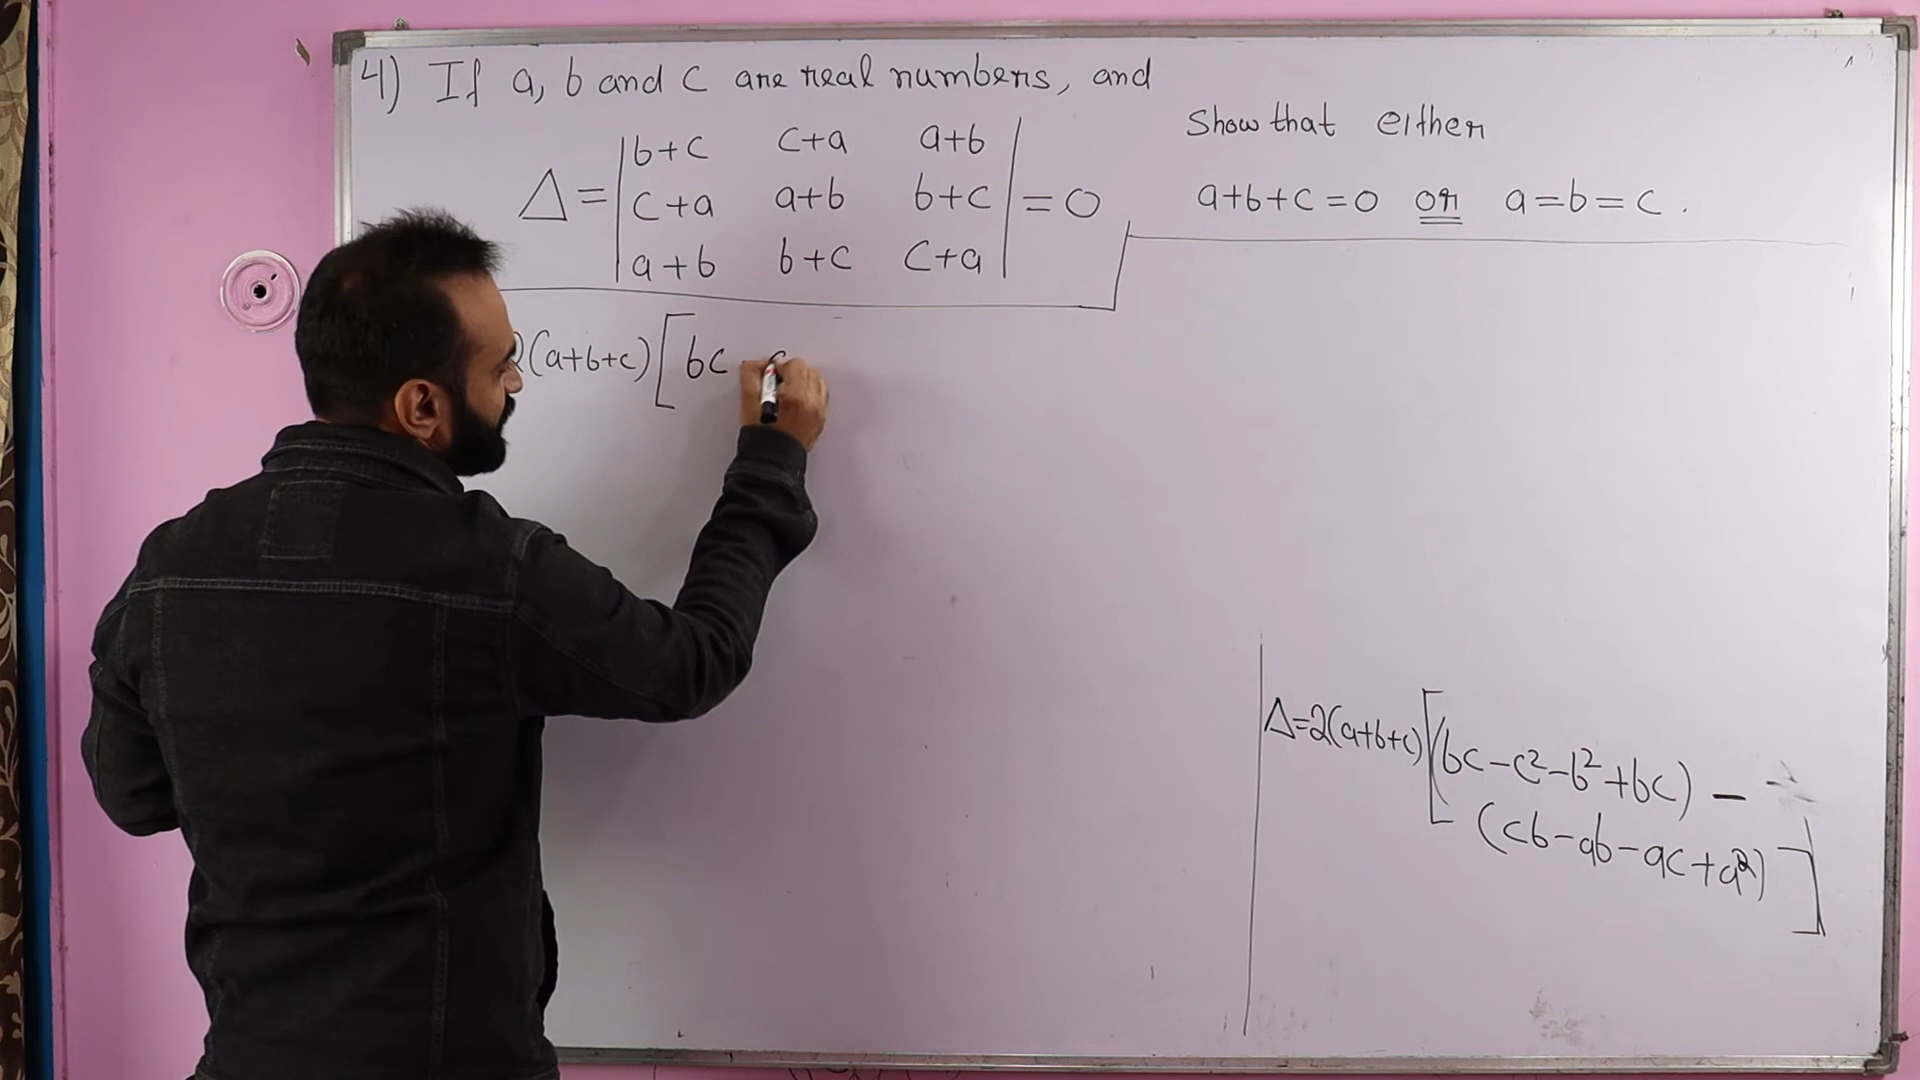 4) If a, b and c are real numbers, and
Δ = | b+c c+a a+b |
| c+a a+b b+c | = 0
| a+b b+c c+a |
Show that either
a+b+c = 0 or a = b = c .
2(a+b+c) [ bc - c
Δ=2(a+b+c) [(bc-c²-b²+bc) -
(cb-ab-ac+a²) ]